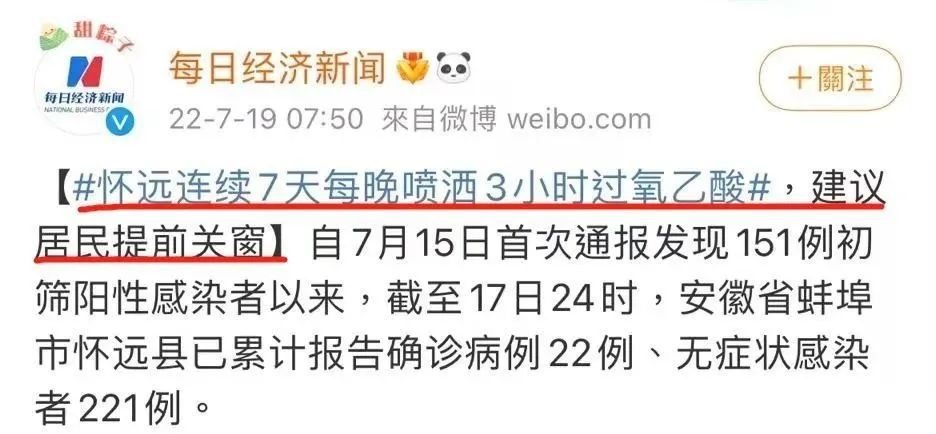 甜粽子
每日经济新闻
每日经济新闻
NATIONAL BUSINESS
22-7-19 07:50 來自微博 weibo.com
＋關注
【#怀远连续7天每晚喷洒3小时过氧乙酸#，建议
居民提前关窗】自7月15日首次通报发现151例初
筛阳性感染者以来，截至17日24时，安徽省蚌埠
市怀远县已累计报告确诊病例22例、无症状感染
者221例。